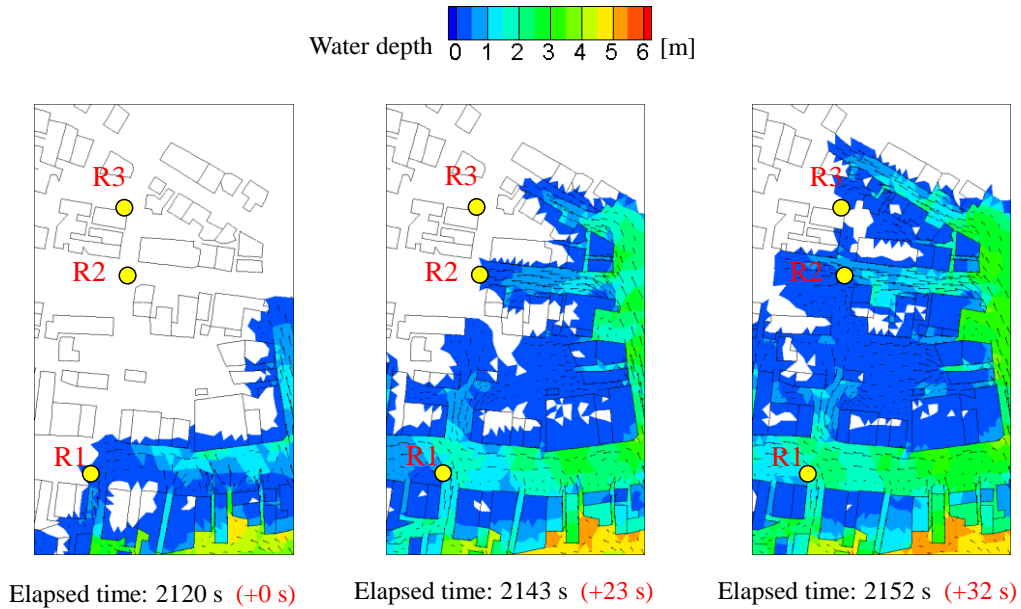 Water depth 0 1 2 3 4 5 6 [m]
R3
R2
R1
R3
R2
R1
R3
R2
R1
Elapsed time: 2120 s (+0 s)
Elapsed time: 2143 s (+23 s)
Elapsed time: 2152 s (+32 s)